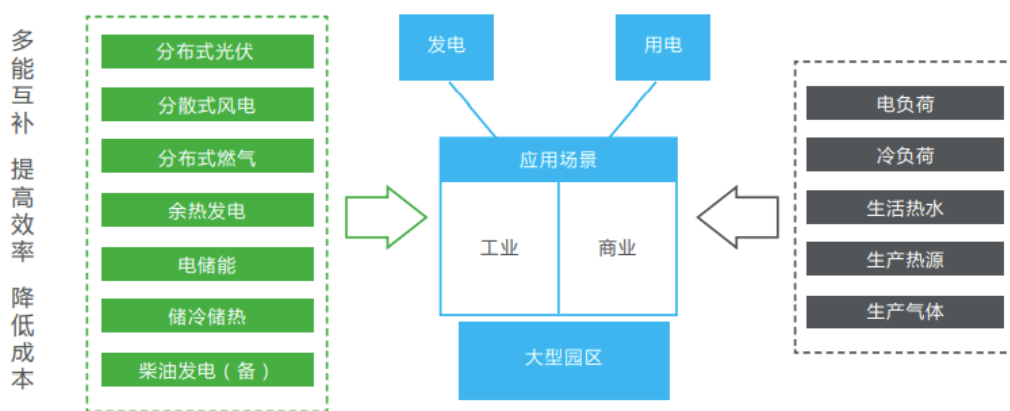 多能互补 提高效率 降低成本
分布式光伏
分散式风电
分布式燃气
余热发电
电储能
储冷储热
柴油发电（备）
发电
用电
应用场景
工业
商业
大型园区
电负荷
冷负荷
生活热水
生产热源
生产气体